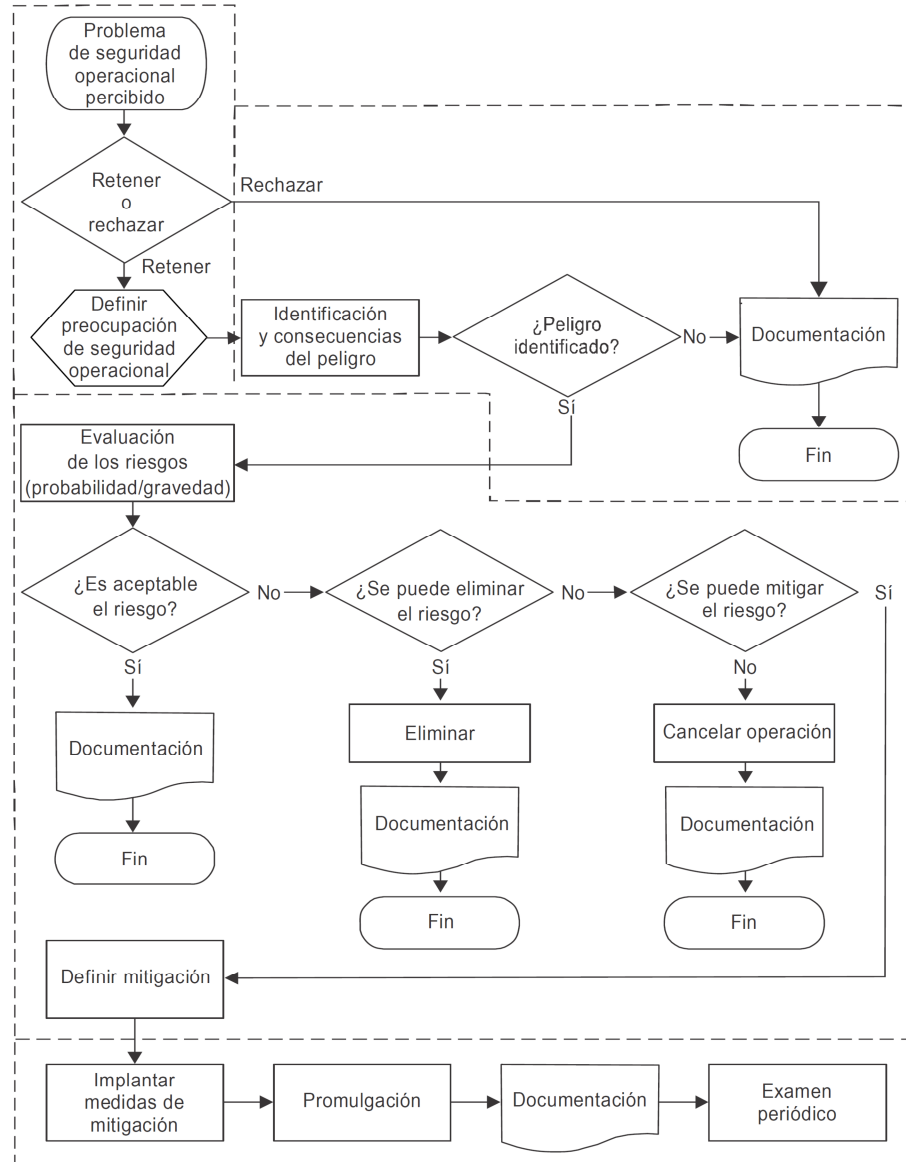 Problema
de seguridad
operacional
percibido
Retener
o
rechazar
Rechazar
Retener
Definir
preocupación
de seguridad
operacional
Identificación
y consecuencias
del peligro
¿Peligro
identificado?
No
Documentación
Sí
Fin
Evaluación
de los riesgos
(probabilidad/gravedad)
¿Es aceptable
el riesgo?
No
¿Se puede eliminar
el riesgo?
No
¿Se puede mitigar
el riesgo?
Sí
Sí
Sí
No
Documentación
Eliminar
Cancelar operación
Documentación
Documentación
Fin
Fin
Fin
Definir mitigación
Implantar
medidas de
mitigación
Promulgación
Documentación
Examen
periódico